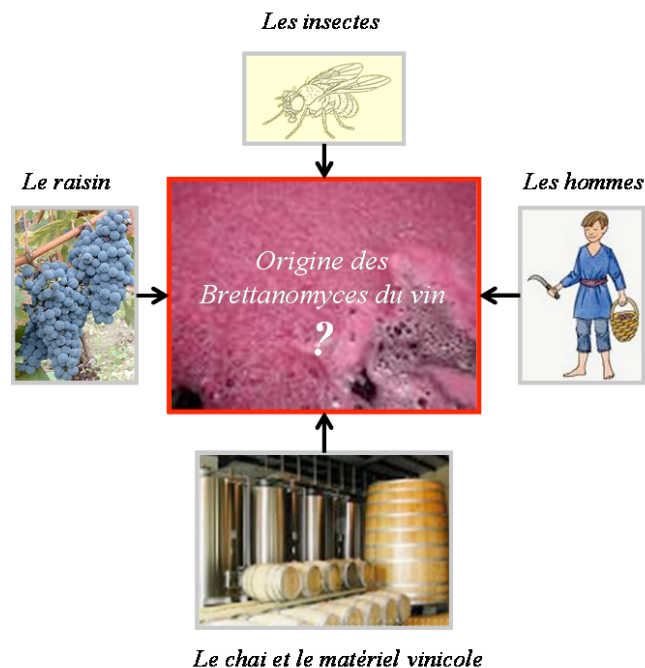 Les insectes
Le raisin
Les hommes
Origine des
Brettanomyces du vin
?
Le chai et le matériel vinicole